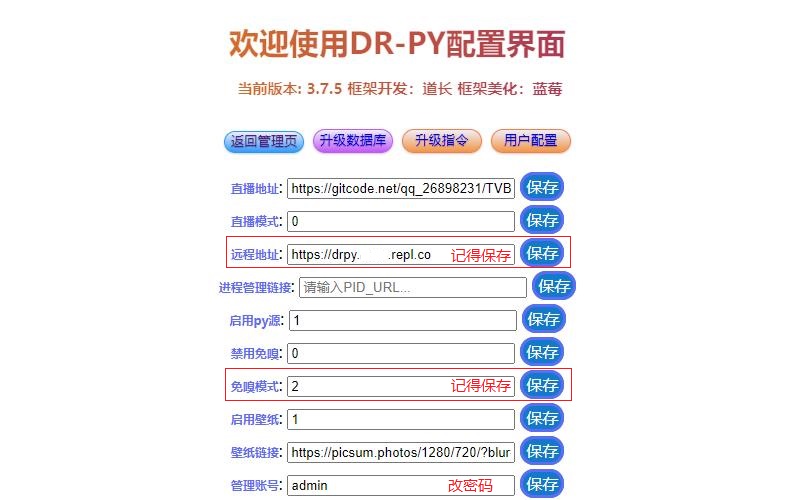 欢迎使用DR-PY配置界面
当前版本: 3.7.5 框架开发：道长 框架美化：蓝莓
返回管理页 升级数据库 升级指令 用户配置
直播地址: https://gitcode.net/qq_26898231/TVB 保存
直播模式: 0 保存
远程地址: https://drpy. .repl.co 记得保存 保存
进程管理链接: 请输入PID_URL... 保存
启用py源: 1 保存
禁用免嗅: 0 保存
免嗅模式: 2 记得保存 保存
启用壁纸: 1 保存
壁纸链接: https://picsum.photos/1280/720/?blur 保存
管理账号: admin 改密码 保存